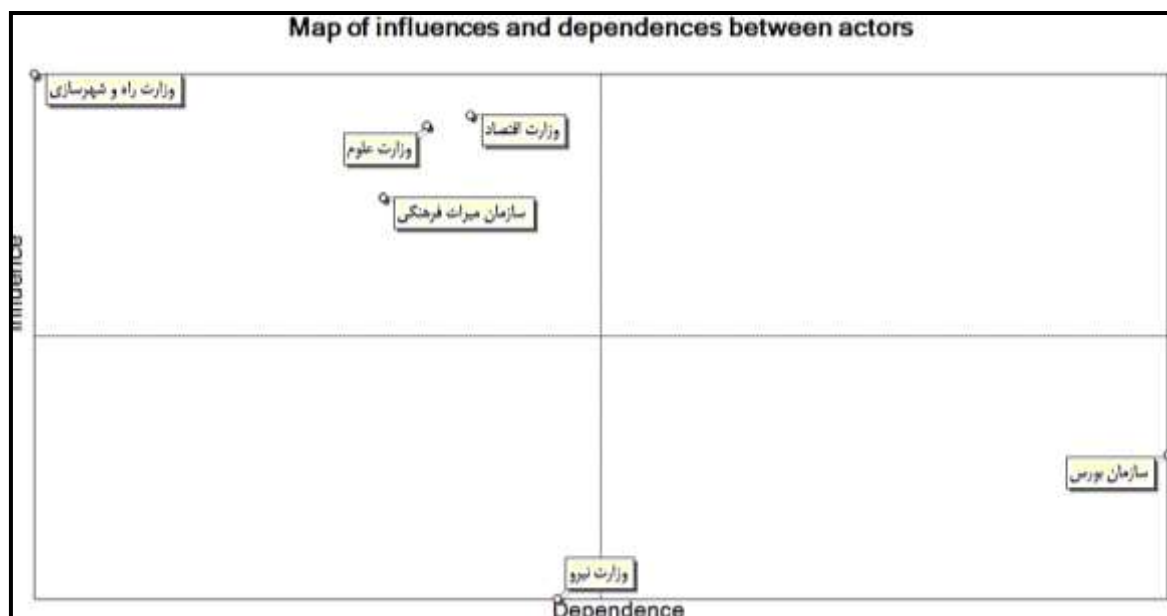 Map of influences and dependences between actors
وزارت راه و شهرسازی
وزارت اقتصاد
وزارت علوم
سازمان میراث فرهنگی
Influence
سازمان بورس
وزارت نیرو
Dependence